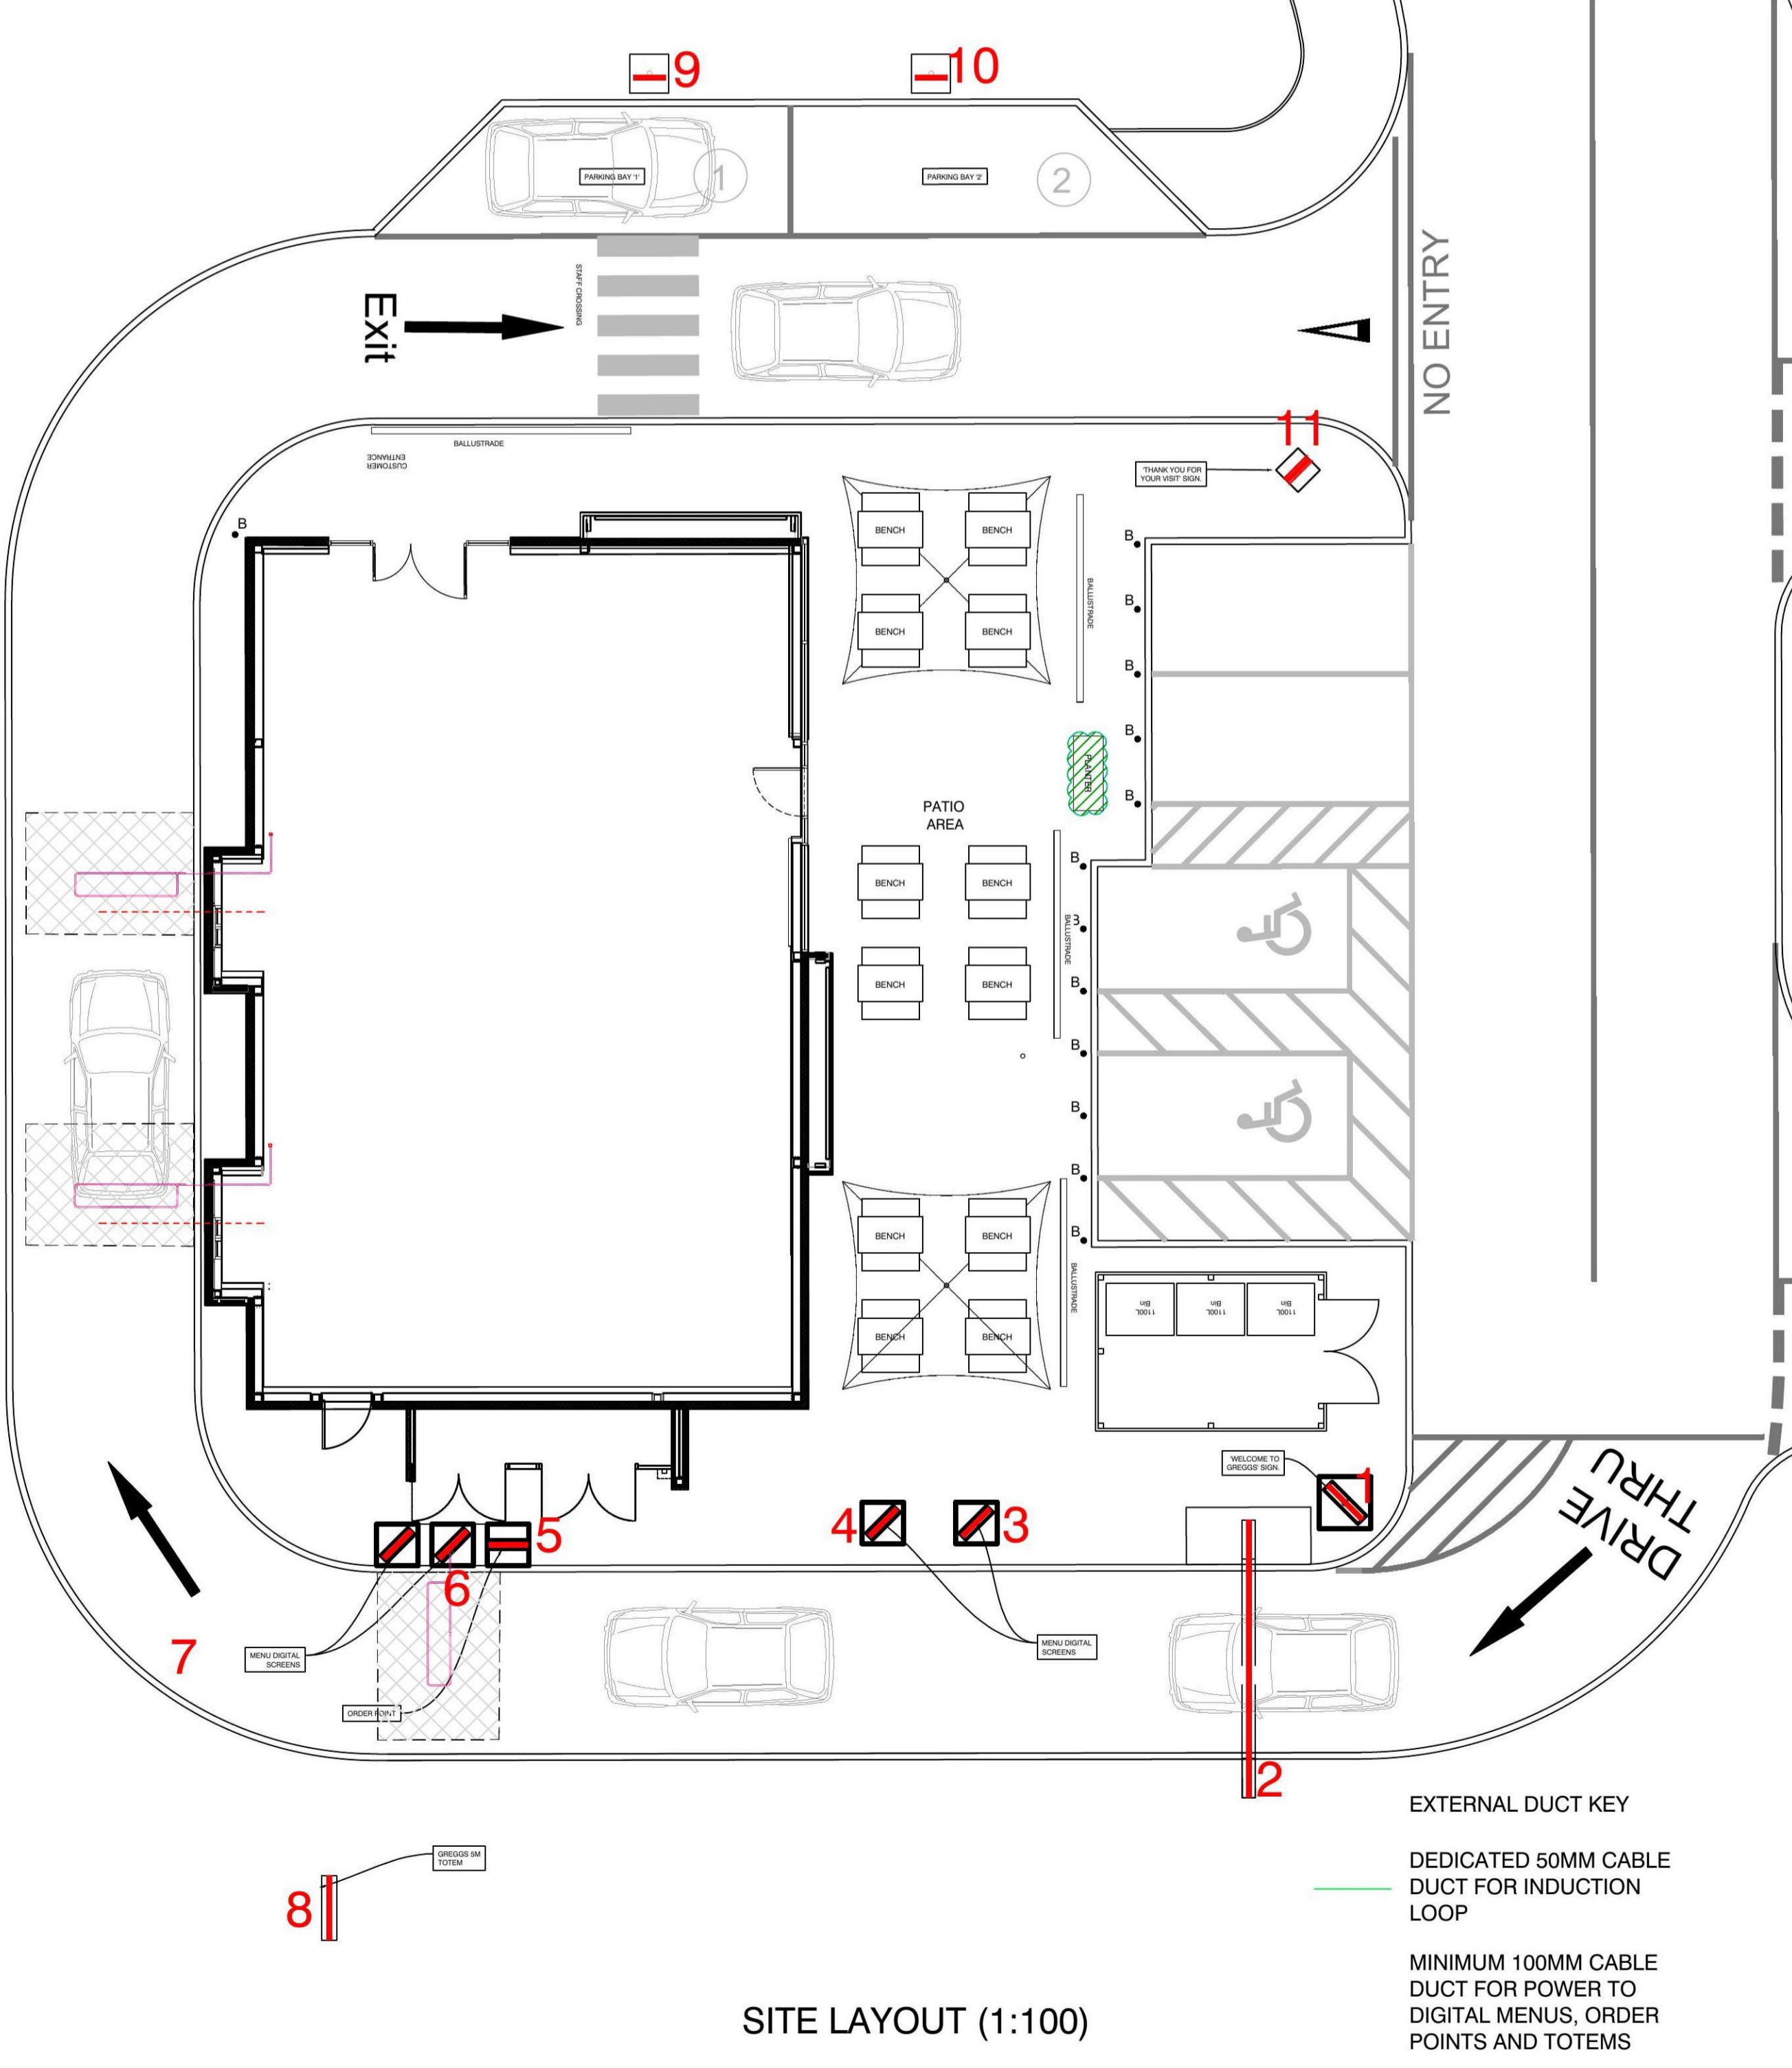 9
10
PARKING BAY '1'
1
PARKING BAY '2'
2
STAFF CROSSING
Exit
NO ENTRY
BALLUSTRADE
CUSTOMER
ENTRANCE
11
'THANK YOU FOR
YOUR VISIT' SIGN.
B
BENCH
BENCH
BENCH
BENCH
BALLUSTRADE
B
B
B
B
B
PLANTER
PATIO
AREA
BENCH
BENCH
BENCH
BENCH
BALLUSTRADE
B
B
B
B
B
B
B
BENCH
BENCH
BENCH
BENCH
BALLUSTRADE
1100L
Bin
1100L
Bin
1100L
Bin
'WELCOME TO
GREGGS' SIGN.
1
DRIVE
THRU
4
3
5
6
7
MENU DIGITAL
SCREENS
MENU DIGITAL
SCREENS
ORDER POINT
2
GREGGS 5M
TOTEM
8
EXTERNAL DUCT KEY
DEDICATED 50MM CABLE
DUCT FOR INDUCTION
LOOP
MINIMUM 100MM CABLE
DUCT FOR POWER TO
DIGITAL MENUS, ORDER
POINTS AND TOTEMS
SITE LAYOUT (1:100)